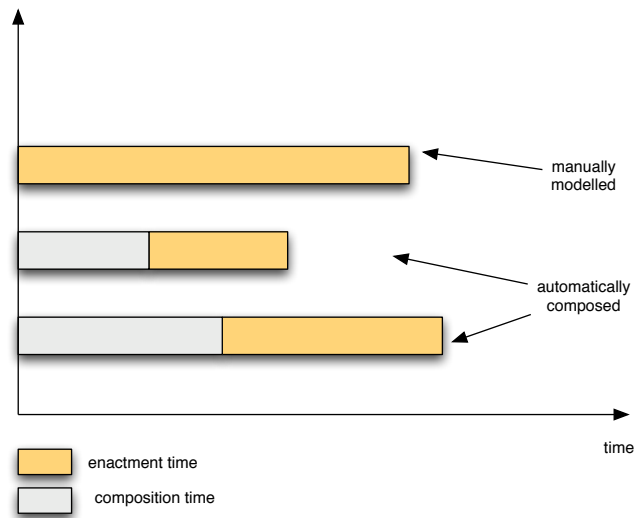 manually
modelled
automatically
composed
time
enactment time
composition time